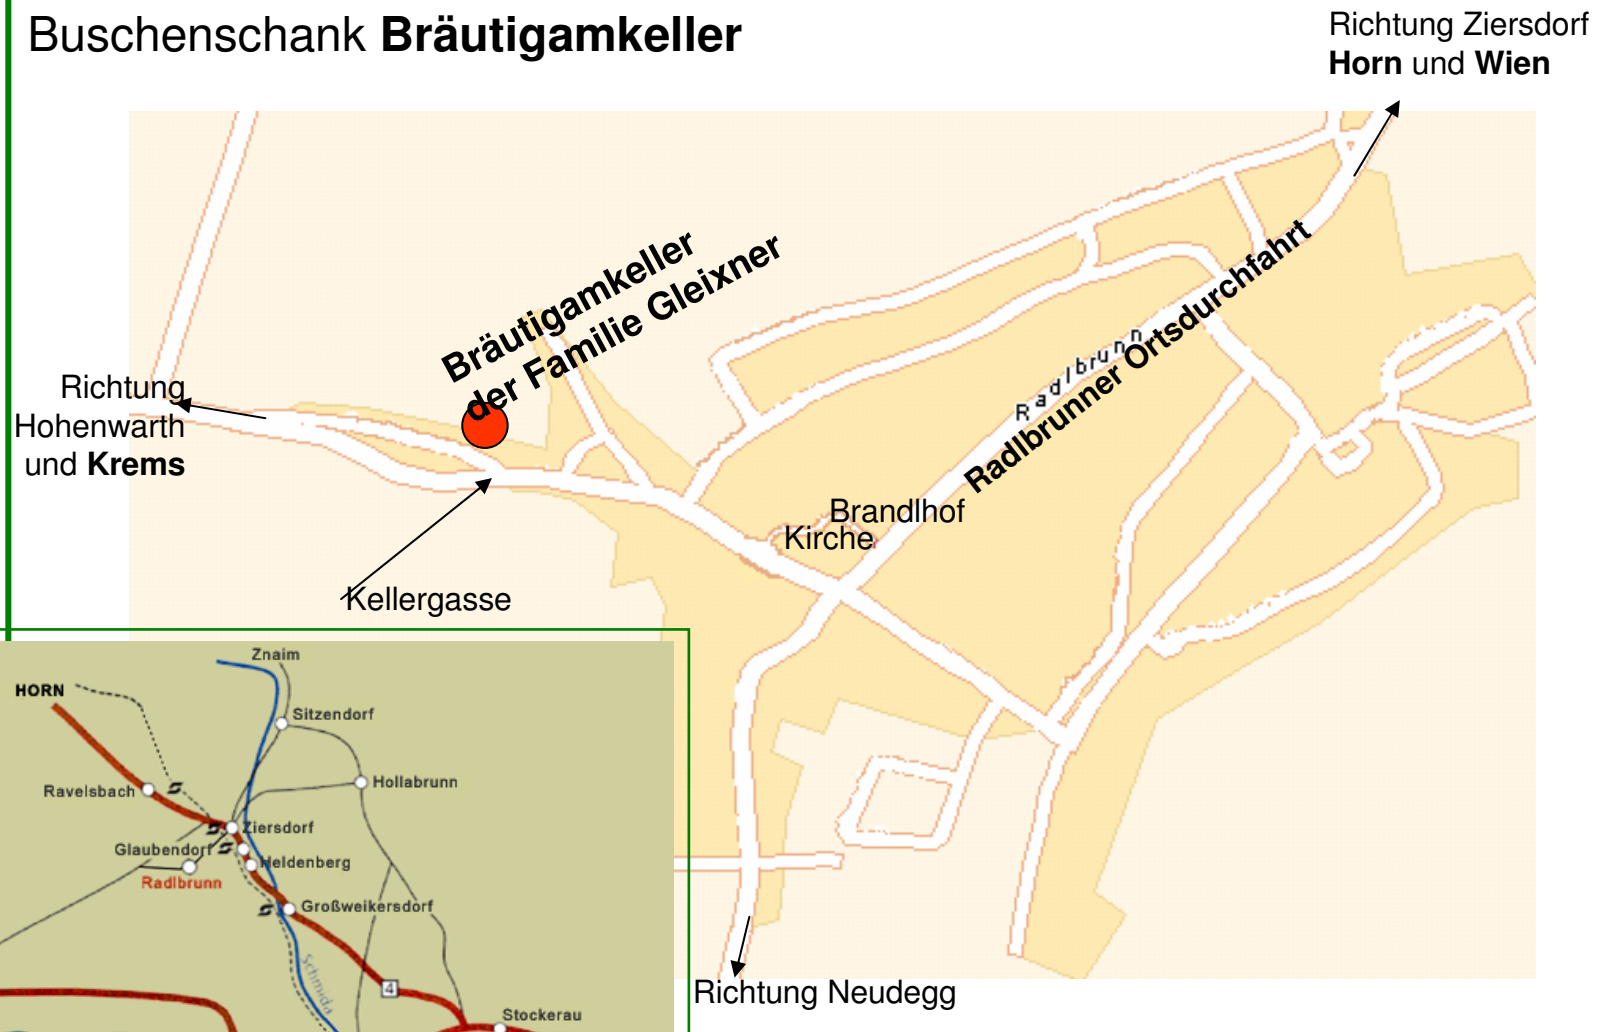 Buschenschank Bräutigamkeller
Richtung Ziersdorf
Horn und Wien
Bräutigamkeller
der Familie Gleixner
Radlbrunn
Radlbrunner Ortsdurchfahrt
Richtung
Hohenwarth
und Krems
Brandlhof
Kirche
Kellergasse
Richtung Neudegg
Znaim
HORN
Sitzendorf
Ravelsbach
Hollabrunn
Ziersdorf
Glaubendorf
Heldenberg
Radlbrunn
Großweikersdorf
Schmida
4
Stockerau